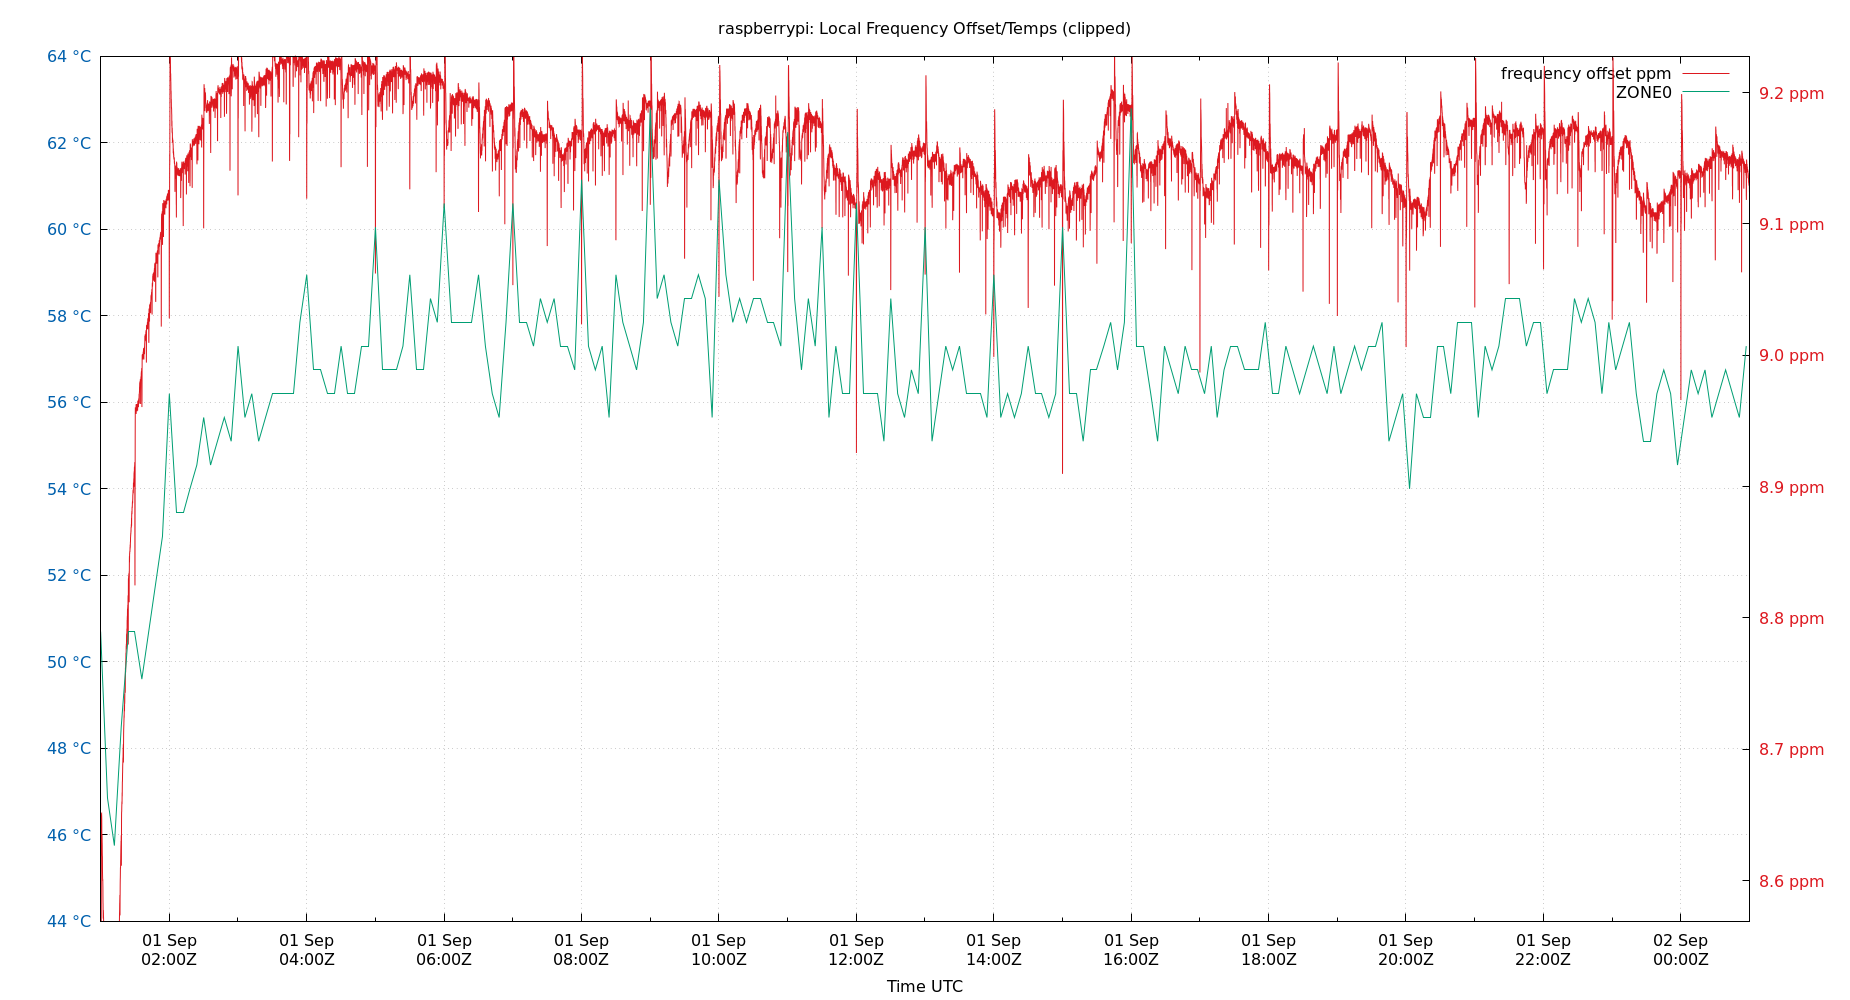 raspberrypi: Local Frequency Offset/Temps (clipped)
frequency offset ppm
ZONE0
64 °C
62 °C
60 °C
58 °C
56 °C
54 °C
52 °C
50 °C
48 °C
46 °C
44 °C
9.2 ppm
9.1 ppm
9.0 ppm
8.9 ppm
8.8 ppm
8.7 ppm
8.6 ppm
01 Sep 01 Sep 01 Sep 01 Sep 01 Sep 01 Sep 01 Sep 01 Sep 01 Sep 01 Sep 01 Sep 02 Sep
02:00Z 04:00Z 06:00Z 08:00Z 10:00Z 12:00Z 14:00Z 16:00Z 18:00Z 20:00Z 22:00Z 00:00Z
Time UTC